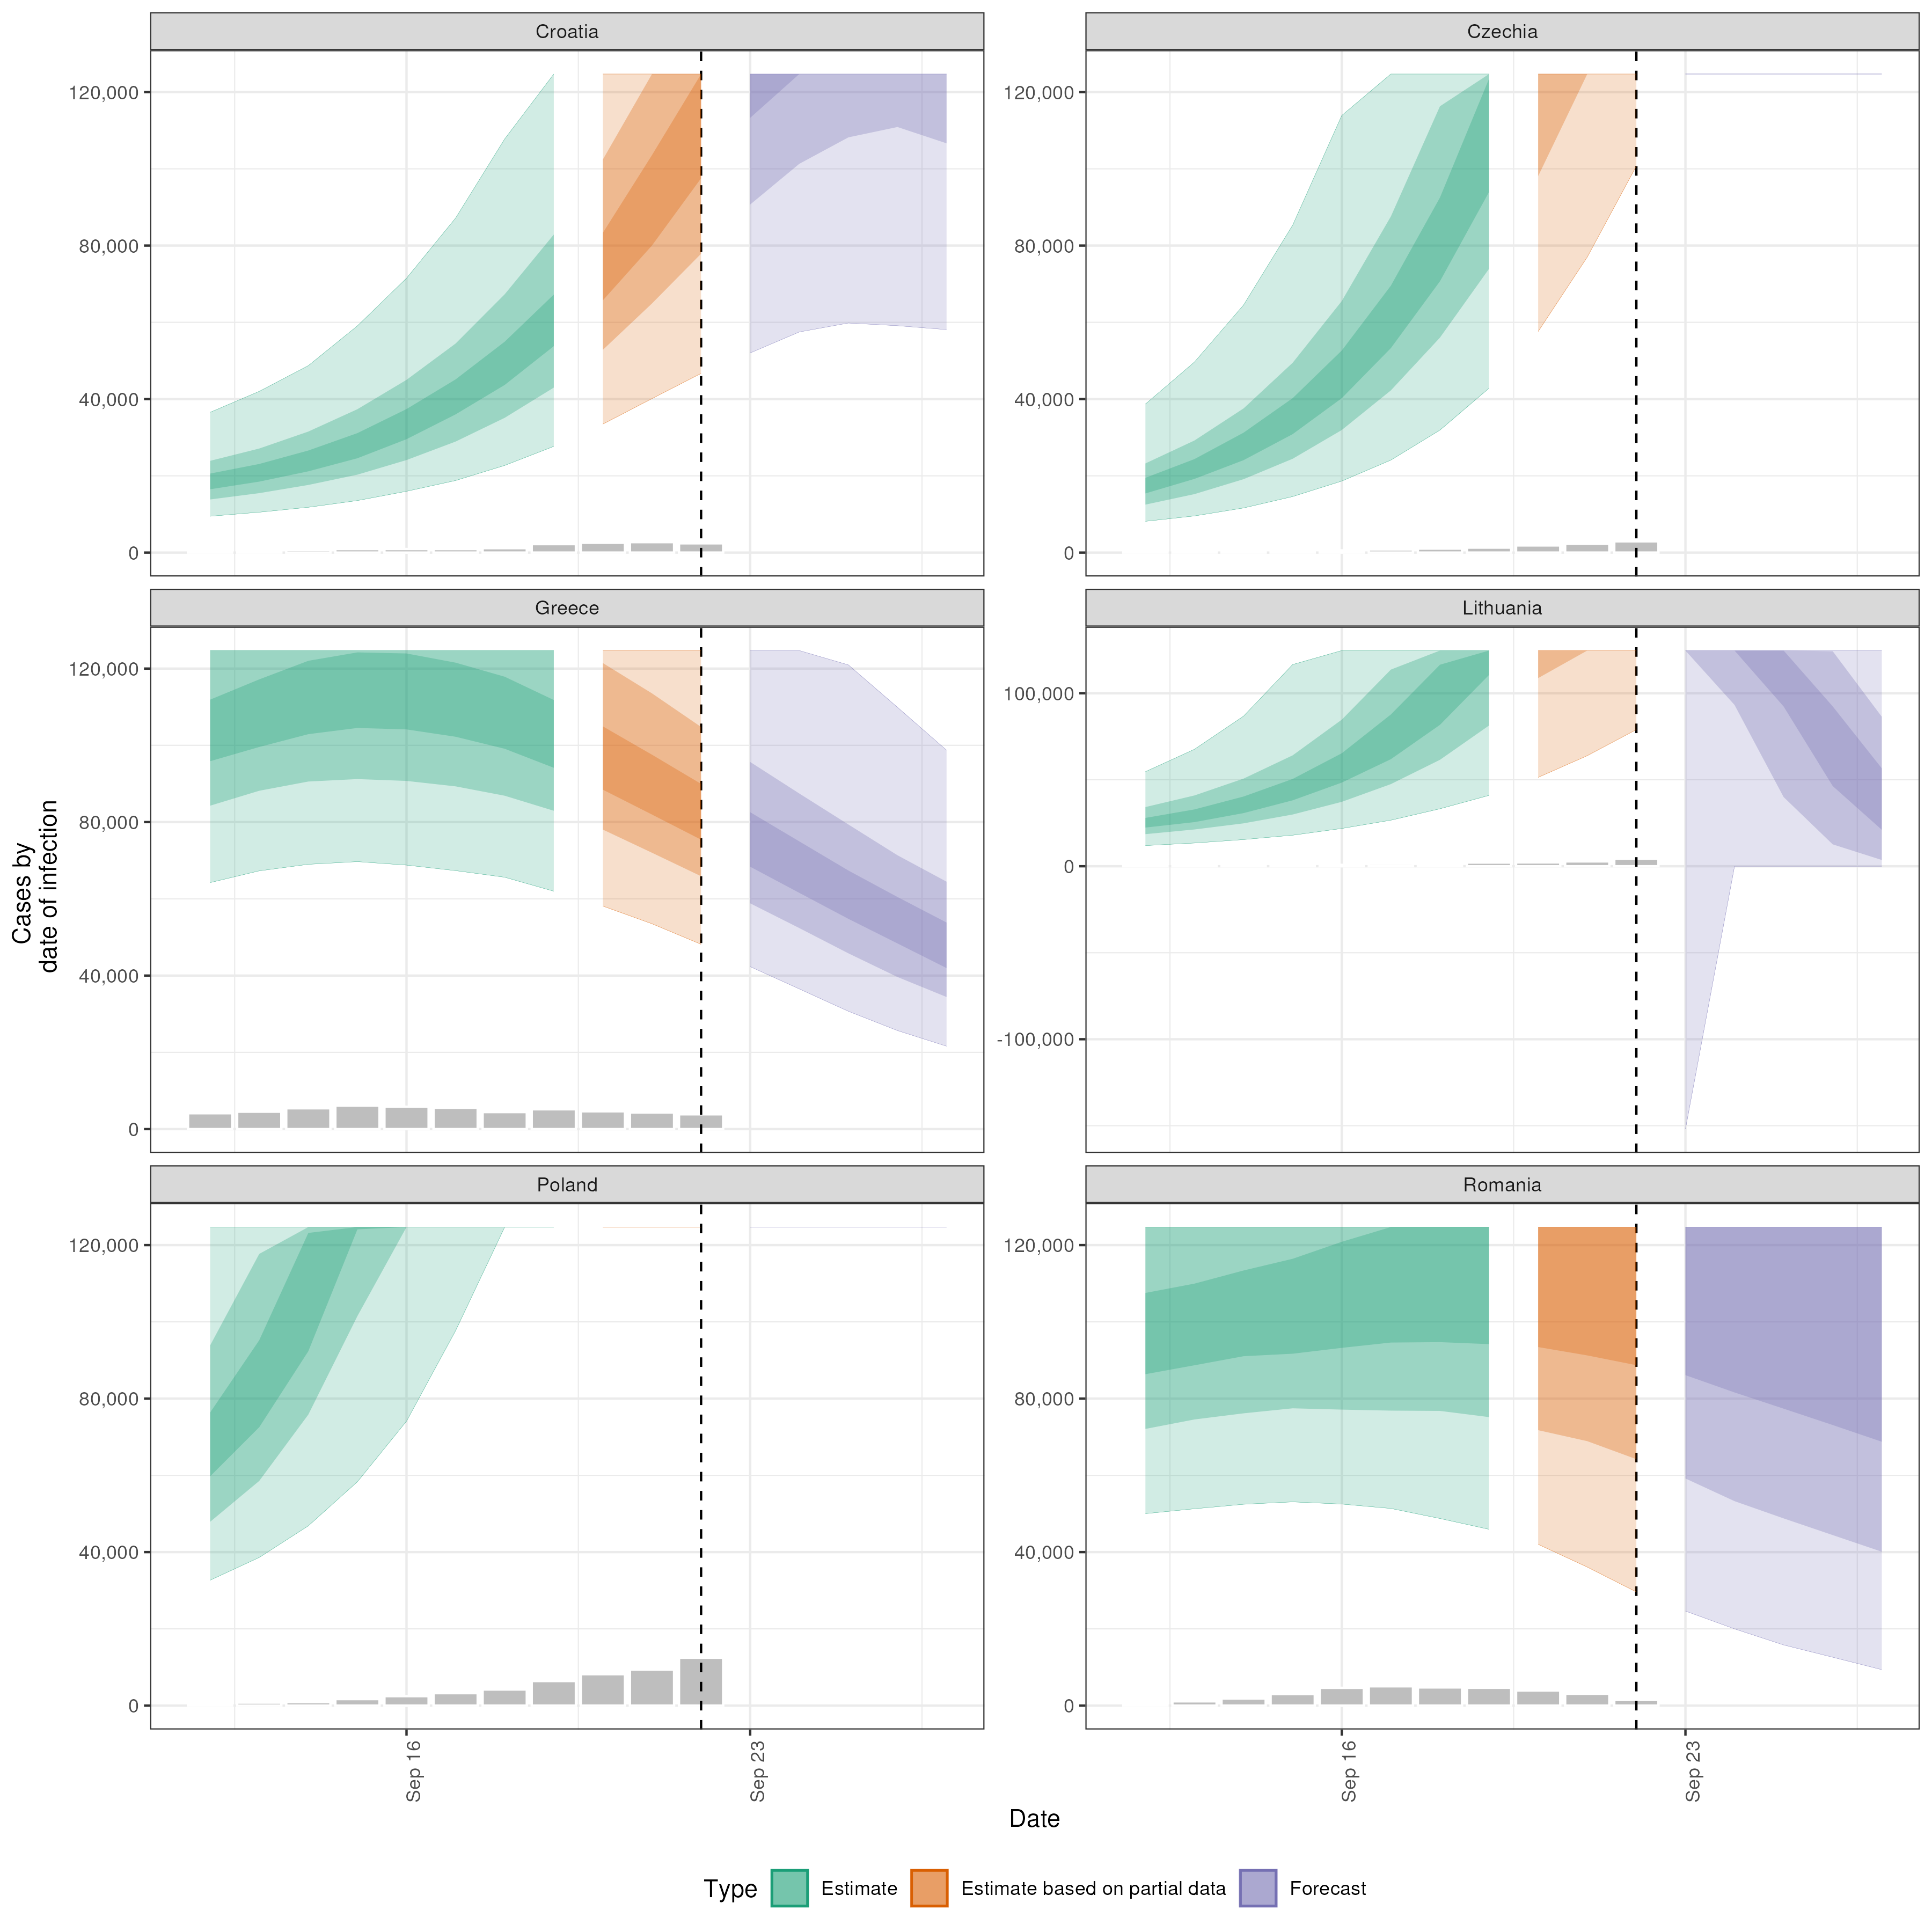 Croatia
Czechia
120,000
80,000
40,000
0
120,000
80,000
40,000
0
Greece
Lithuania
120,000
80,000
40,000
0
100,000
0
-100,000
Cases by
date of infection
Poland
Romania
120,000
80,000
40,000
0
120,000
80,000
40,000
0
Sep 16
Sep 23
Sep 16
Sep 23
Date
Type Estimate Estimate based on partial data Forecast